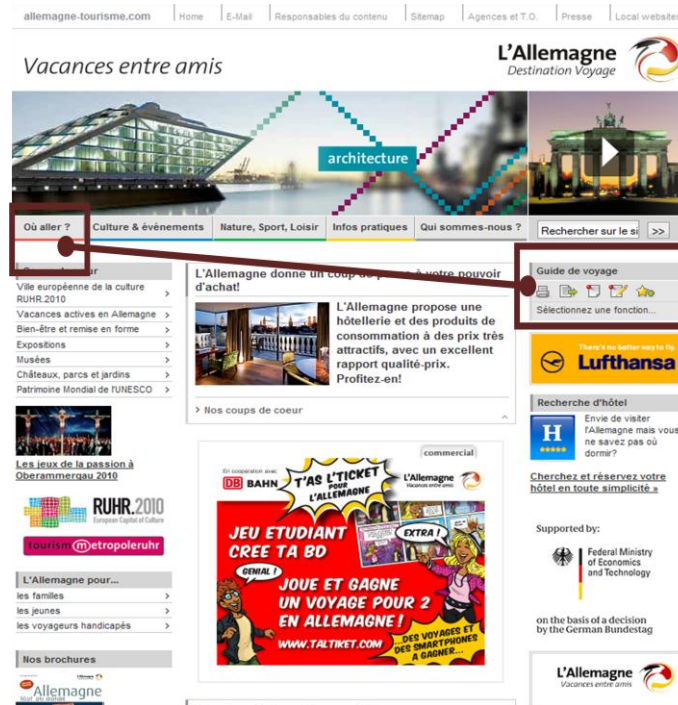 allemagne-tourisme.com
Home
E-Mail
Responsables du contenu
Sitemap
Agences et T.O.
Presse
Local websites
Vacances entre amis
L'Allemagne
Destination Voyage
architecture
Où aller ?
Culture & événements
Nature, Sport, Loisir
Infos pratiques
Qui sommes-nous ?
Rechercher sur le si
>>
Ville européenne de la culture
RUHR.2010
Vacances actives en Allemagne
Bien-être et remise en forme
Expositions
Musées
Châteaux, parcs et jardins
Patrimoine Mondial de l'UNESCO
Les jeux de la passion à
Oberammergau 2010
RUHR.2010
European Capital of Culture
tourismmetropoleruhr
L'Allemagne pour...
les familles
les jeunes
les voyageurs handicapés
Nos brochures
Allemagne
L'Allemagne donne un coup de à votre pouvoir
d'achat!
L'Allemagne propose une
hôtellerie et des produits de
consommation à des prix très
attractifs, avec un excellent
rapport qualité-prix.
Profitez-en!
> Nos coups de coeur
commercial
En coopération avec
DB BAHN
T'AS L'TICKET
POUR
L'ALLEMAGNE
L'Allemagne
Vacances entre amis
JEU ETUDIANT
CREE TA BD
EXTRA !
GENIAL !
JOUE ET GAGNE
UN VOYAGE POUR 2
EN ALLEMAGNE !
WWW.TALTIKET.COM
...DES VOYAGES ET
DES SMARTPHONES
A GAGNER...
Guide de voyage
Sélectionnez une fonction...
There's no better way to fly.
Lufthansa
Recherche d'hôtel
H
Envie de visiter
l'Allemagne mais vous
ne savez pas où
dormir?
Cherchez et réservez votre
hôtel en toute simplicité »
Supported by:
Federal Ministry
of Economics
and Technology
on the basis of a decision
by the German Bundestag
L'Allemagne
Vacances entre amis